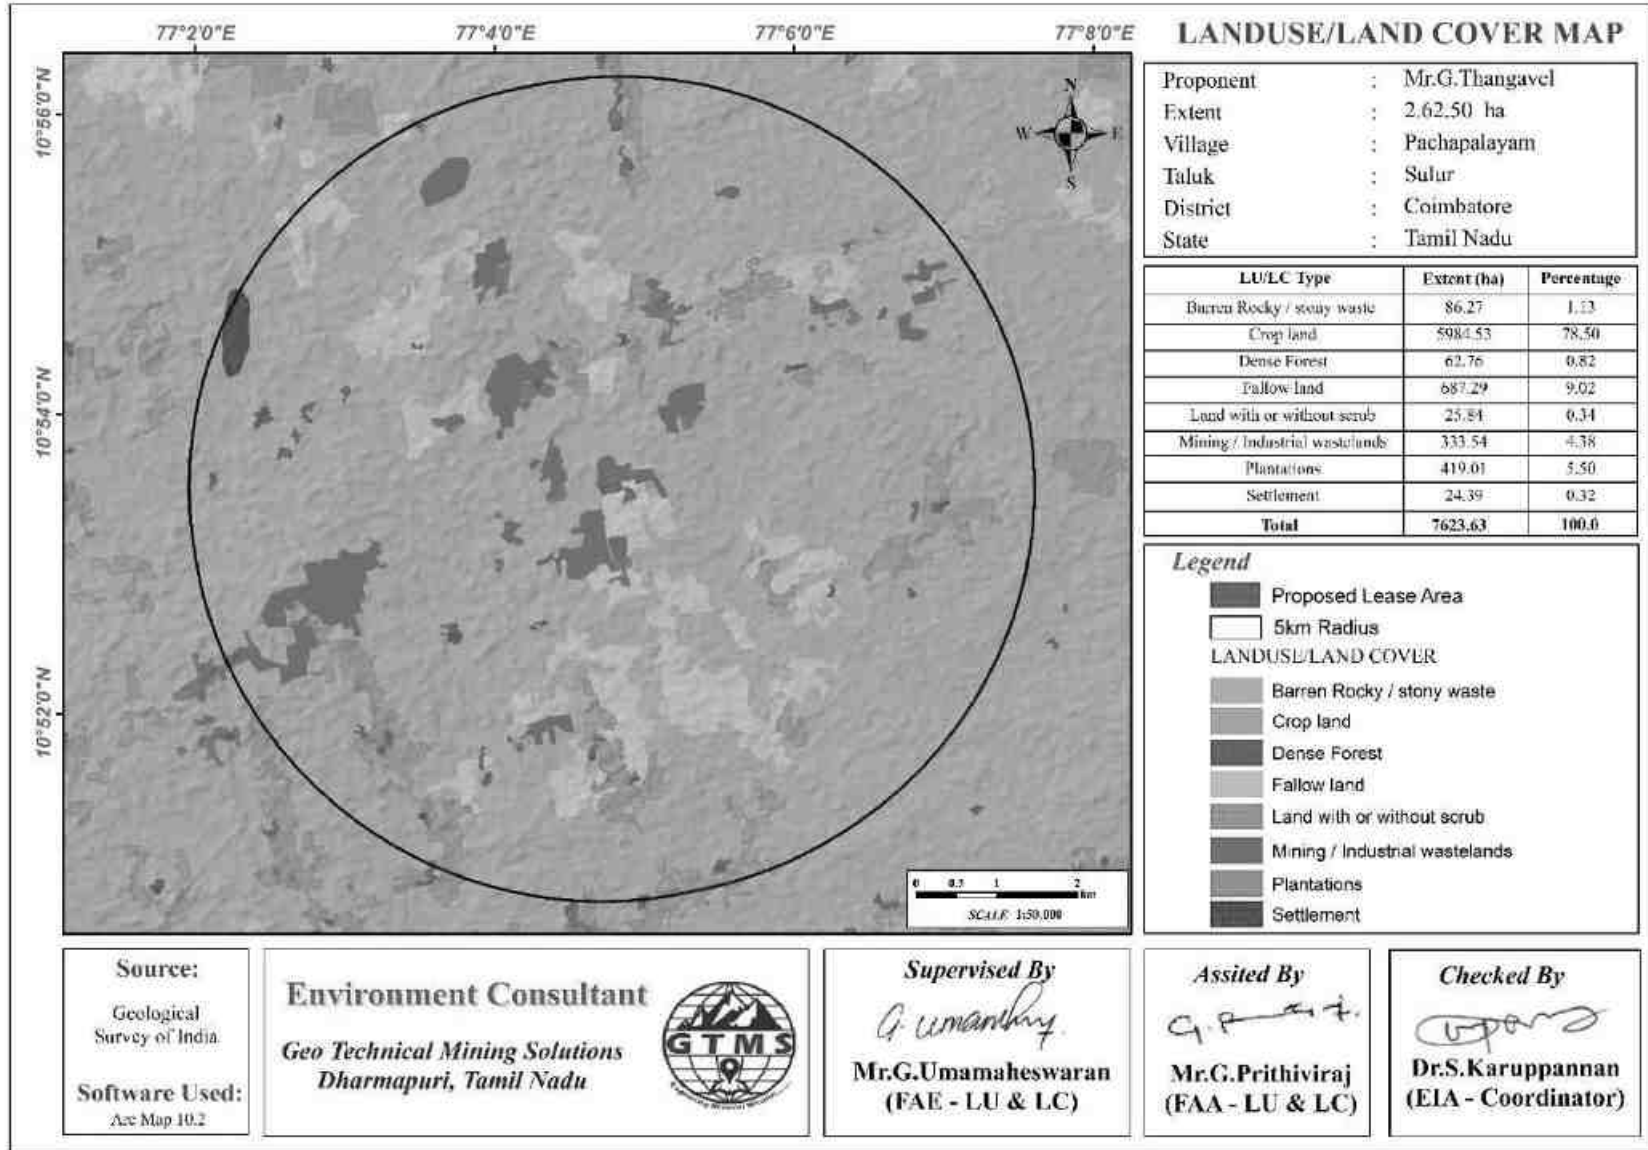 77°2'0"E 77°4'0"E 77°6'0"E 77°8'0"E
10°56'0"N
10°54'0"N
10°52'0"N
N
W E
S
0 0.5 1 2
km
SCALE 1:50,000
LANDUSE/LAND COVER MAP
Proponent : Mr.G.Thangavel
Extent : 2.62.50 ha
Village : Pachapalayam
Taluk : Sulur
District : Coimbatore
State : Tamil Nadu
LU/LC Type Extent (ha) Percentage
Barren Rocky / stony waste 86.27 1.13
Crop land 5984.53 78.50
Dense Forest 62.76 0.82
Fallow land 687.29 9.02
Land with or without scrub 25.84 0.34
Mining / Industrial wastelands 333.54 4.38
Plantations 419.01 5.50
Settlement 24.39 0.32
Total 7623.63 100.0
Legend
Proposed Lease Area
5km Radius
LANDUSE/LAND COVER
Barren Rocky / stony waste
Crop land
Dense Forest
Fallow land
Land with or without scrub
Mining / Industrial wastelands
Plantations
Settlement
Source:
Geological
Survey of India
Software Used:
Arc Map 10.2
Environment Consultant
Geo Technical Mining Solutions
Dharmapuri, Tamil Nadu
GTMS
Supervised By
Mr.G.Umamaheswaran
(FAE - LU & LC)
Assited By
Mr.G.Prithiviraj
(FAA - LU & LC)
Checked By
Dr.S.Karuppannan
(EIA - Coordinator)